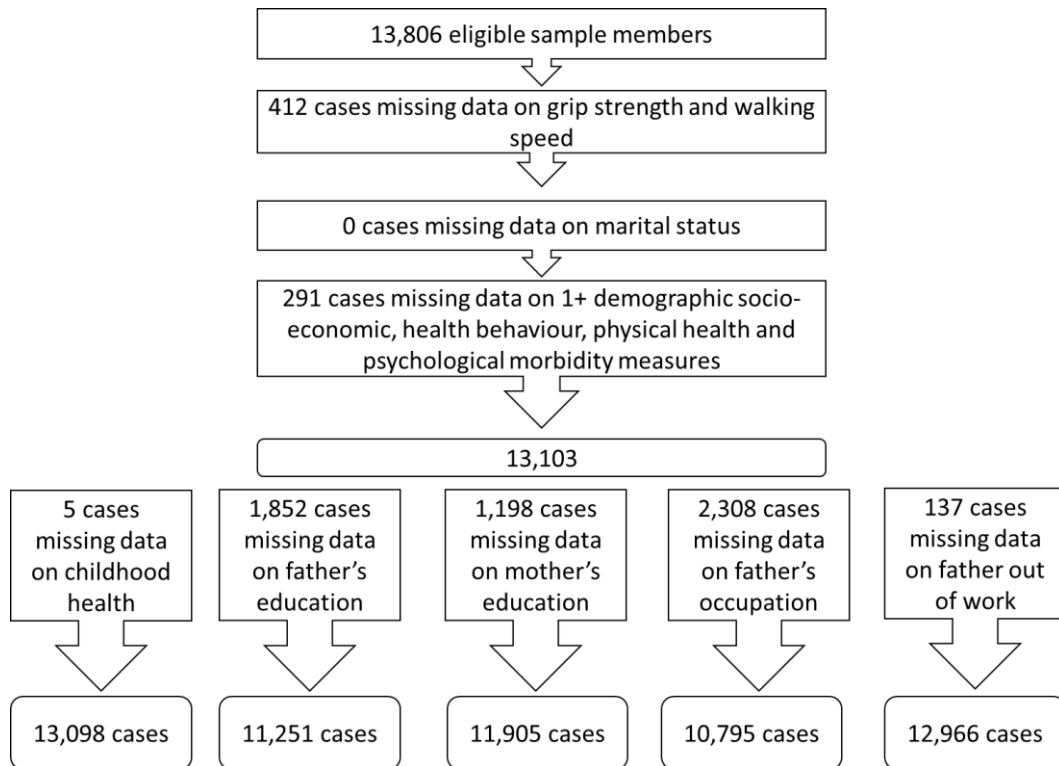 13,806 eligible sample members
412 cases missing data on grip strength and walking
speed
0 cases missing data on marital status
291 cases missing data on 1+ demographic socio-
economic, health behaviour, physical health and
psychological morbidity measures
13,103
5 cases
missing data
on childhood
health
1,852 cases
missing data
on father’s
education
1,198 cases
missing data
on mother’s
education
2,308 cases
missing data
on father’s
occupation
137 cases
missing data
on father out
of work
13,098 cases
11,251 cases
11,905 cases
10,795 cases
12,966 cases